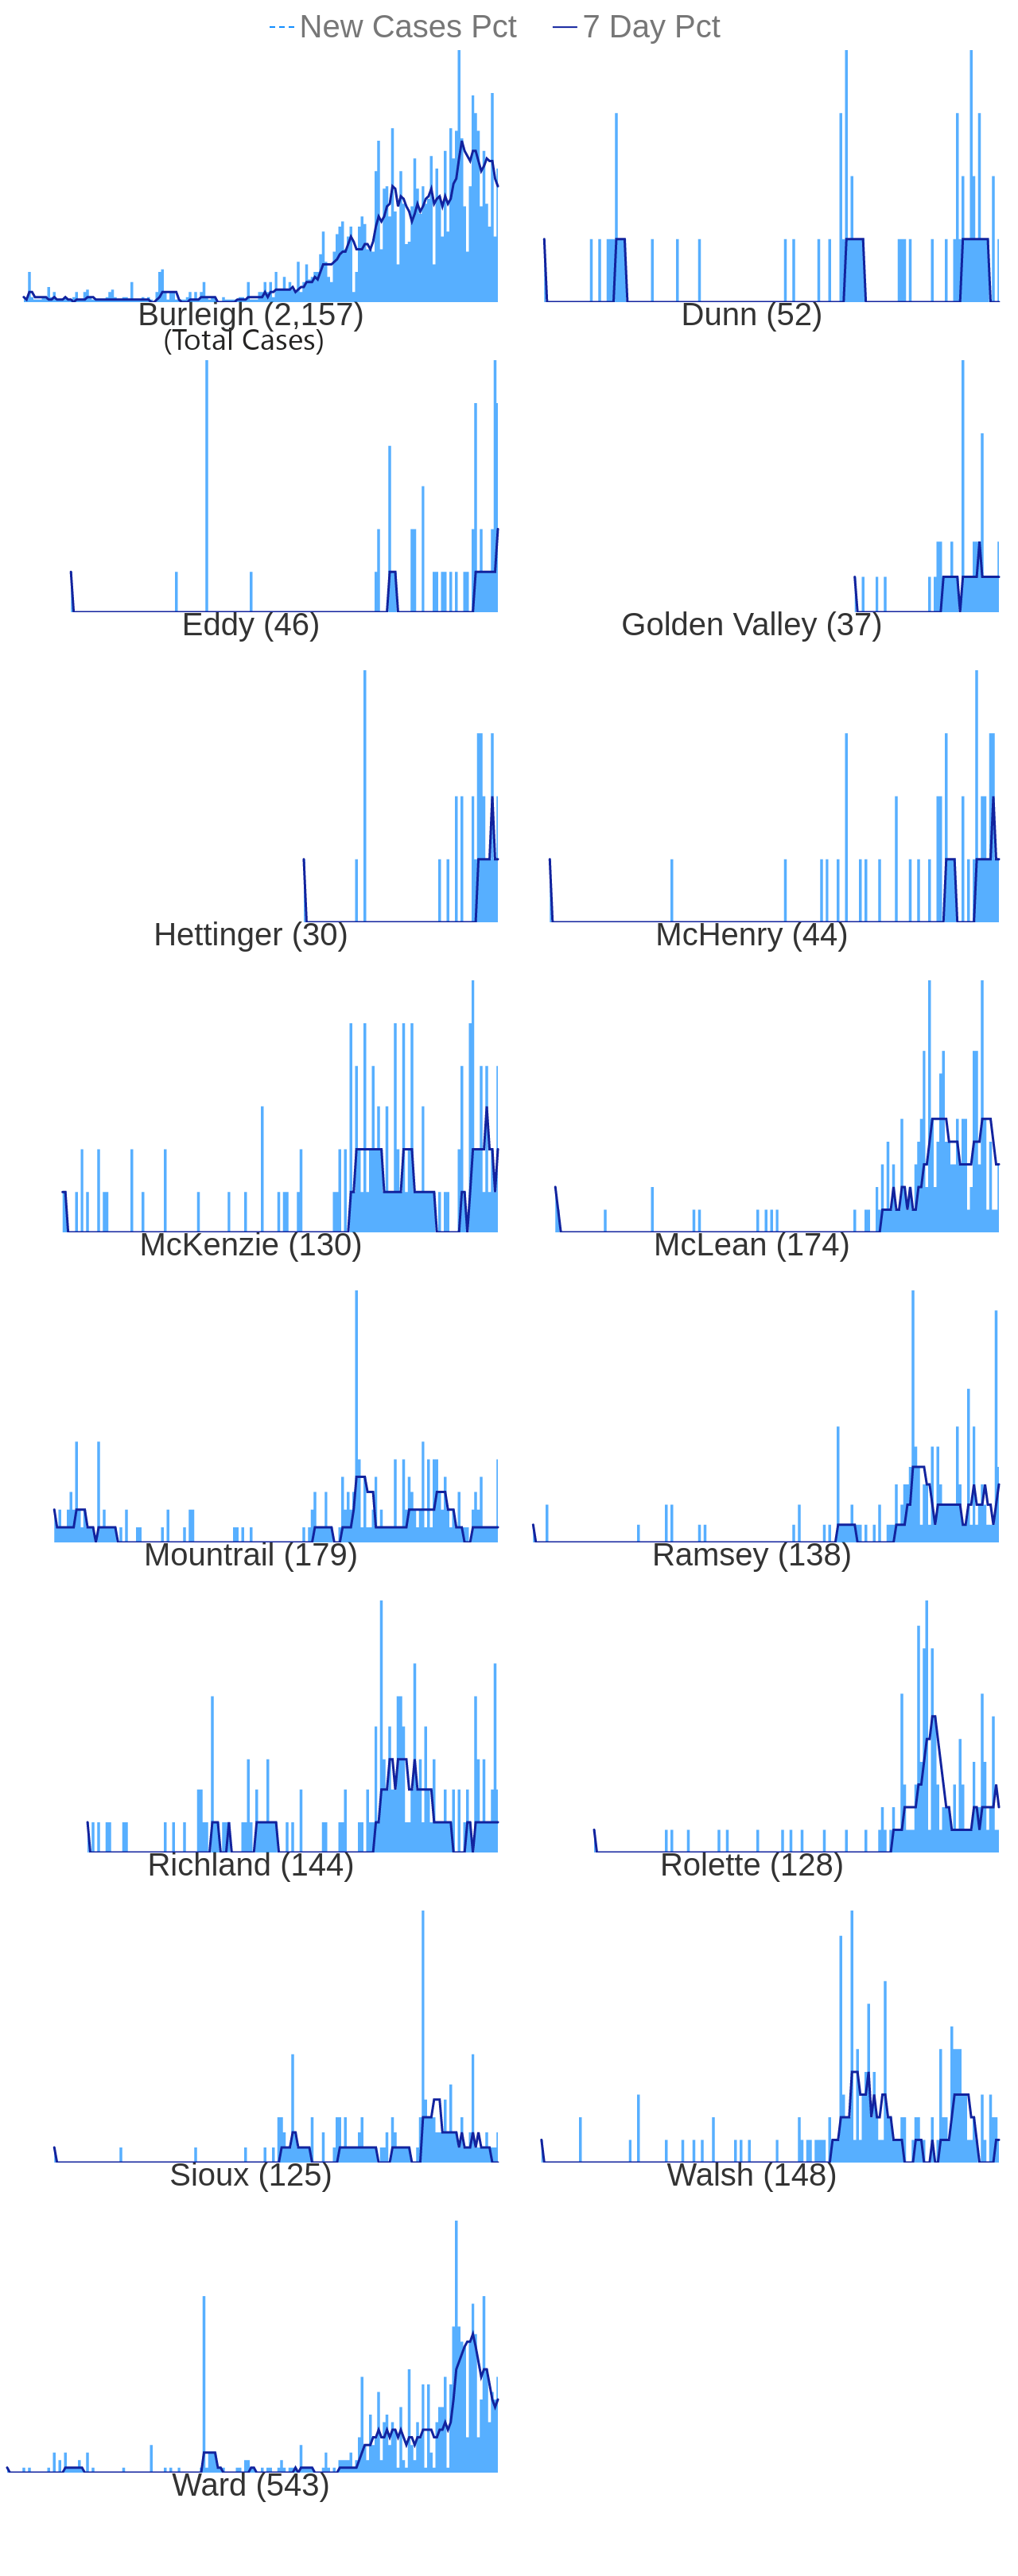 New Cases Pct 7 Day Pct
Burleigh (2,157) Dunn (52)
(Total Cases)
Eddy (46) Golden Valley (37)
Hettinger (30) McHenry (44)
McKenzie (130) McLean (174)
Mountrail (179) Ramsey (138)
Richland (144) Rolette (128)
Sioux (125) Walsh (148)
Ward (543)